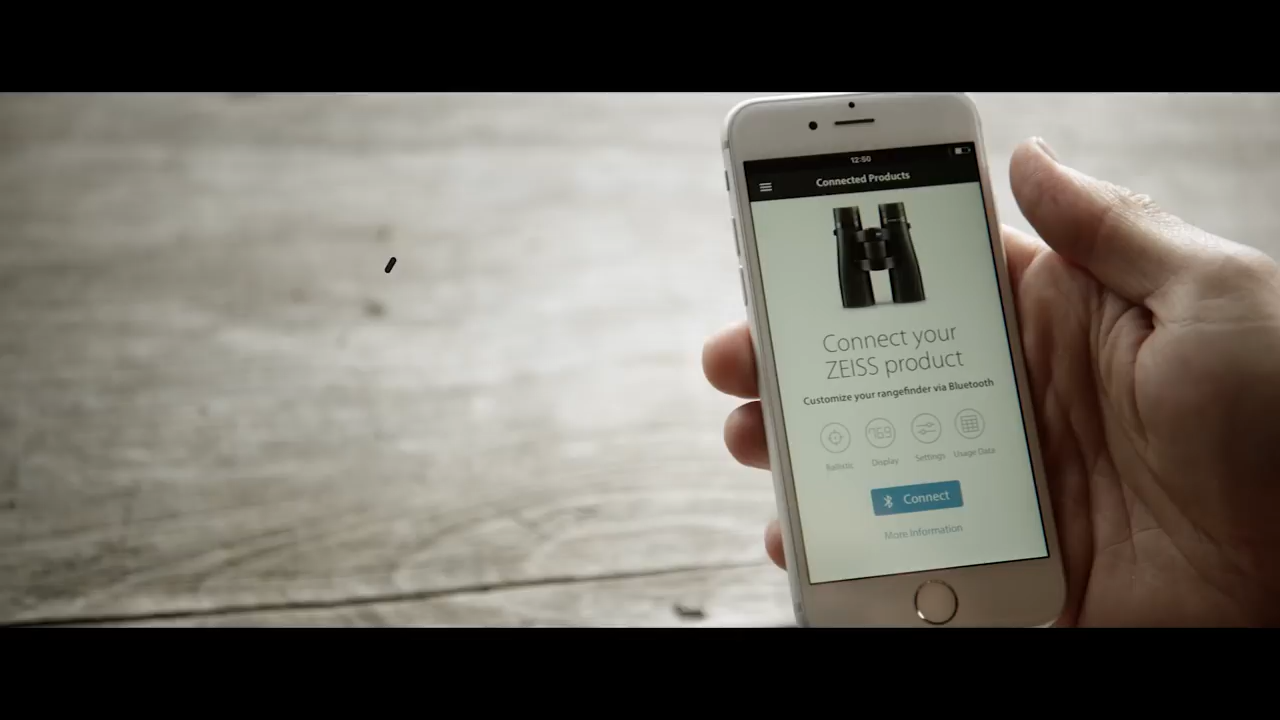 12:50
Connected Products
Connect your
ZEISS product
Customize your rangefinder via Bluetooth
169
Ballistic Display Settings Usage Data
Connect
More Information